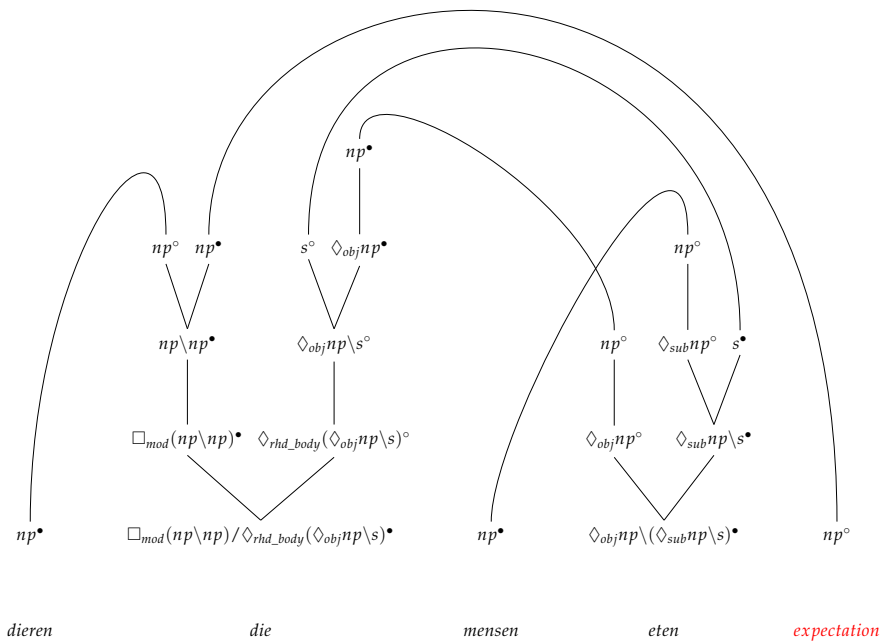 np•
np° np• s° ◇objnp• np°
np\np• ◇objnp\s° np° ◇subnp° s•
□mod(np\np)• ◇rhd_body(◇objnp\s)° ◇objnp° ◇subnp\s•
np• □mod(np\np)/◇rhd_body(◇objnp\s)• np• ◇objnp\(◇subnp\s)• np°
dieren die mensen eten expectation